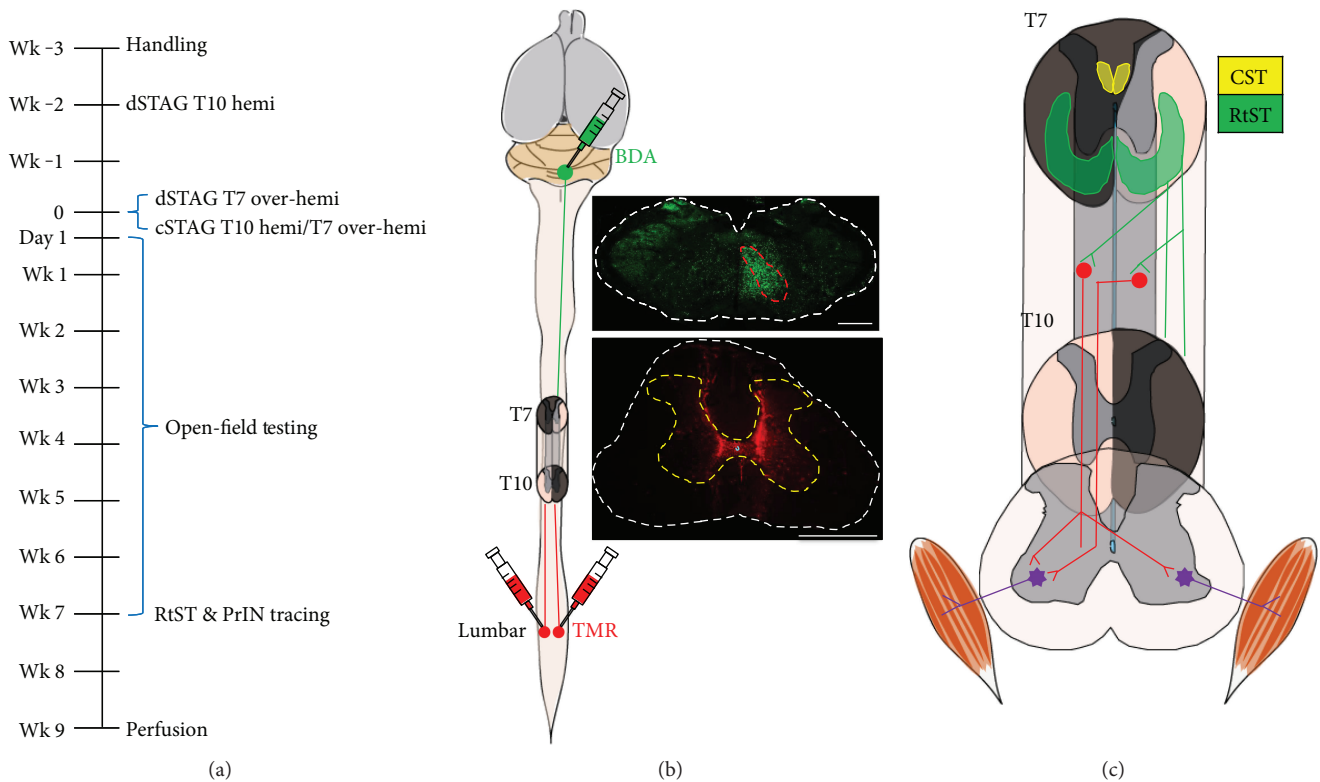 Wk −3
Handling
Wk −2
dSTAG T10 hemi
Wk −1
dSTAG T7 over-hemi
0
cSTAG T10 hemi/T7 over-hemi
Day 1
Wk 1
Wk 2
Wk 3
Open-field testing
Wk 4
Wk 5
Wk 6
Wk 7
RtST & PrIN tracing
Wk 8
Wk 9
Perfusion
(a)
BDA
T7
T10
Lumbar
TMR
(b)
T7
CST
RtST
T10
(c)